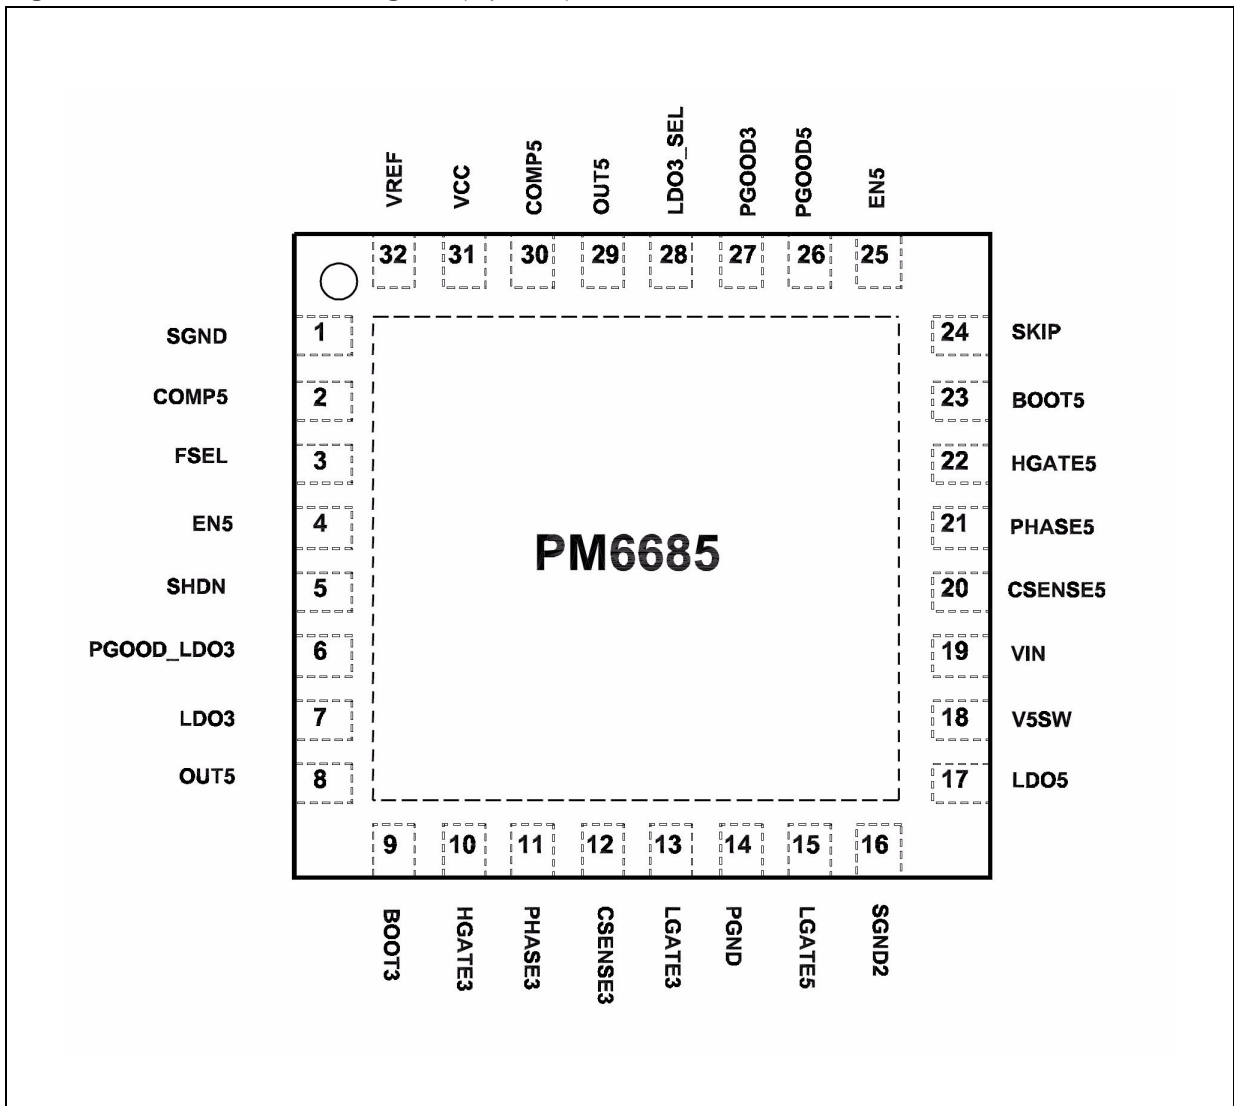 VREF
VCC
COMP5
OUT5
LDO3_SEL
PGOOD3
PGOOD5
EN5
32
31
30
29
28
27
26
25
SGND 1
COMP5 2
FSEL 3
EN5 4
SHDN 5
PGOOD_LDO3 6
LDO3 7
OUT5 8
PM6685
24 SKIP
23 BOOT5
22 HGATE5
21 PHASE5
20 CSENSE5
19 VIN
18 V5SW
17 LDO5
9
10
11
12
13
14
15
16
BOOT3
HGATE3
PHASE3
CSENSE3
LGATE3
PGND
LGATE5
SGND2